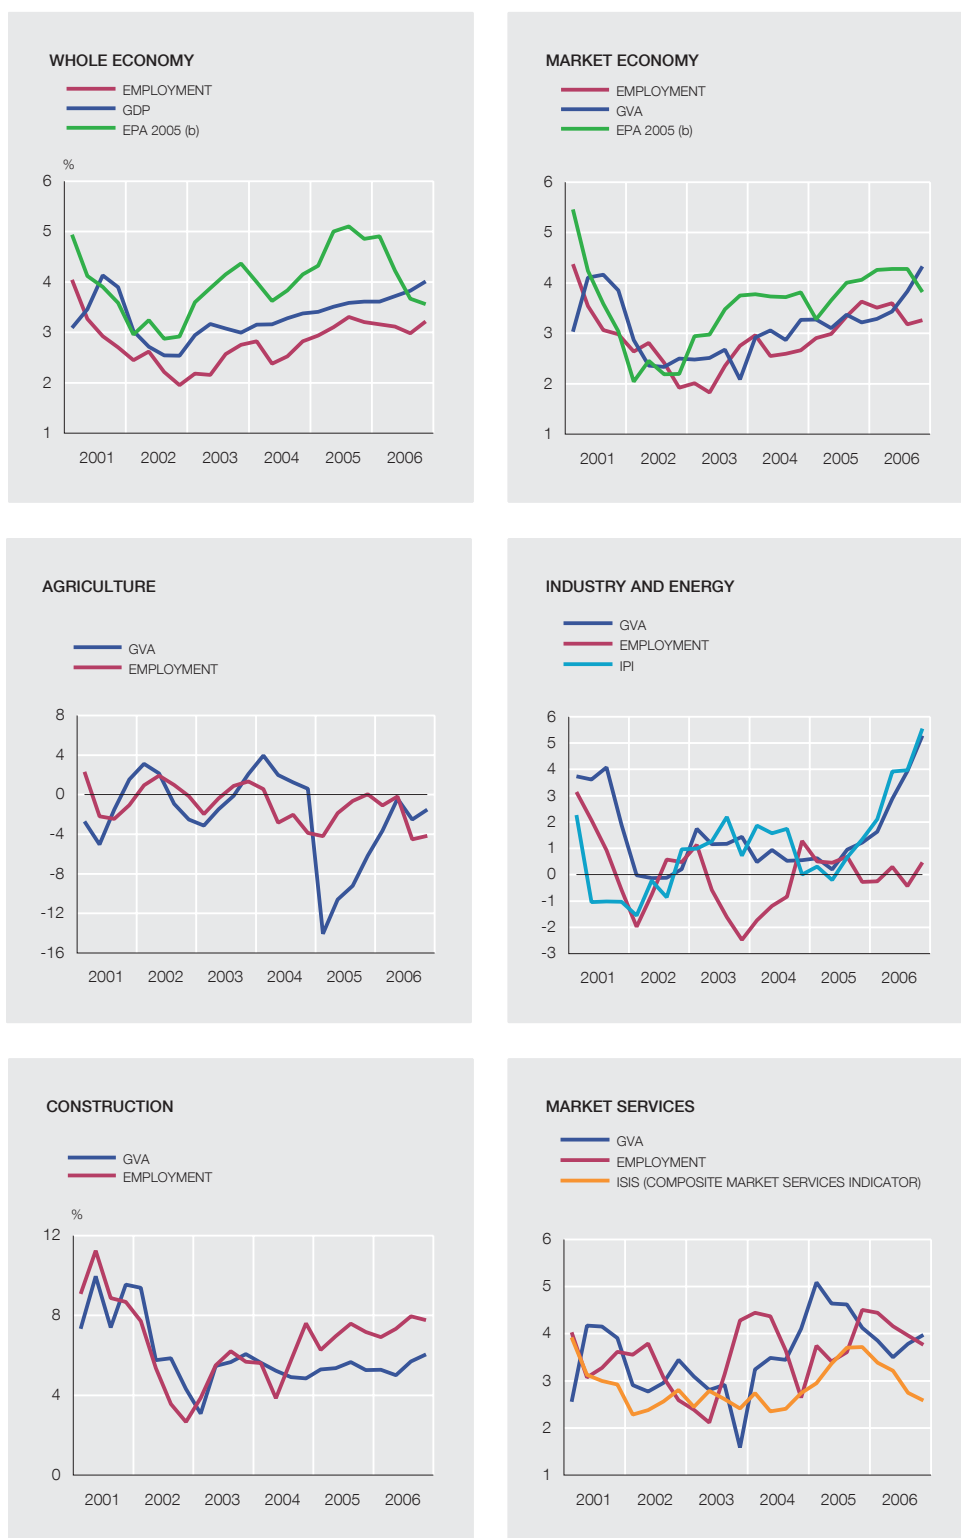 WHOLE ECONOMY
EMPLOYMENT
GDP
EPA 2005 (b)
%
6
5
4
3
2
1
2001 2002 2003 2004 2005 2006
MARKET ECONOMY
EMPLOYMENT
GVA
EPA 2005 (b)
6
5
4
3
2
1
2001 2002 2003 2004 2005 2006
AGRICULTURE
GVA
EMPLOYMENT
8
4
0
-4
-8
-12
-16
2001 2002 2003 2004 2005 2006
INDUSTRY AND ENERGY
GVA
EMPLOYMENT
IPI
6
5
4
3
2
1
0
-1
-2
-3
2001 2002 2003 2004 2005 2006
CONSTRUCTION
GVA
EMPLOYMENT
%
12
8
4
0
2001 2002 2003 2004 2005 2006
MARKET SERVICES
GVA
EMPLOYMENT
ISIS (COMPOSITE MARKET SERVICES INDICATOR)
6
5
4
3
2
1
2001 2002 2003 2004 2005 2006